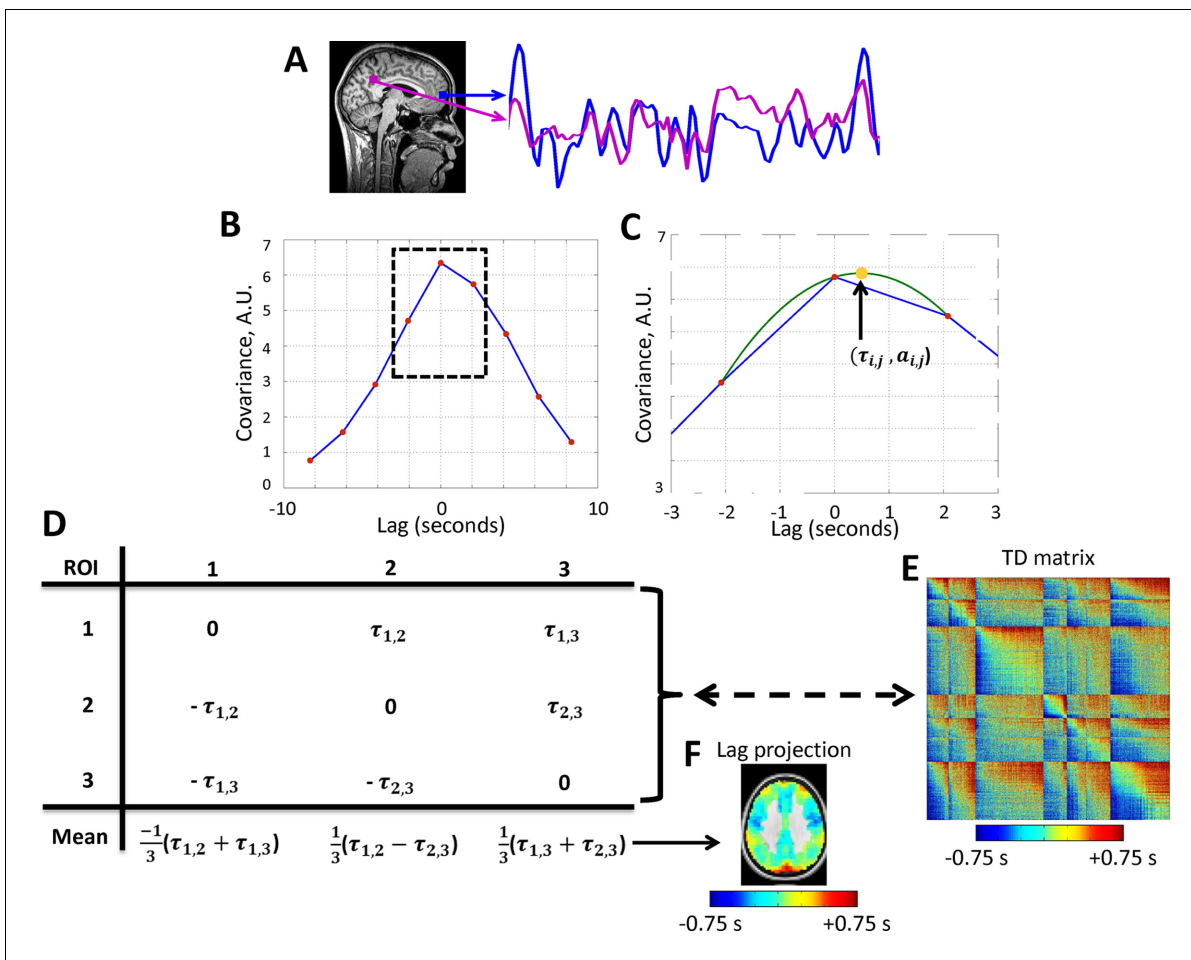 A
B
Covariance, A.U.
7
6
5
4
3
2
1
0
-10
0
10
Lag (seconds)
C
Covariance, A.U.
7
3
(τi,j , ai,j)
-3
-2
-1
0
1
2
3
Lag (seconds)
D
ROI 1 2 3
1 0 τ1,2 τ1,3
2 - τ1,2 0 τ2,3
3 - τ1,3 - τ2,3 0
Mean -1/3(τ1,2 + τ1,3) 1/3(τ1,2 − τ2,3) 1/3(τ1,3 + τ2,3)
E
TD matrix
-0.75 s
+0.75 s
F
Lag projection
-0.75 s
+0.75 s